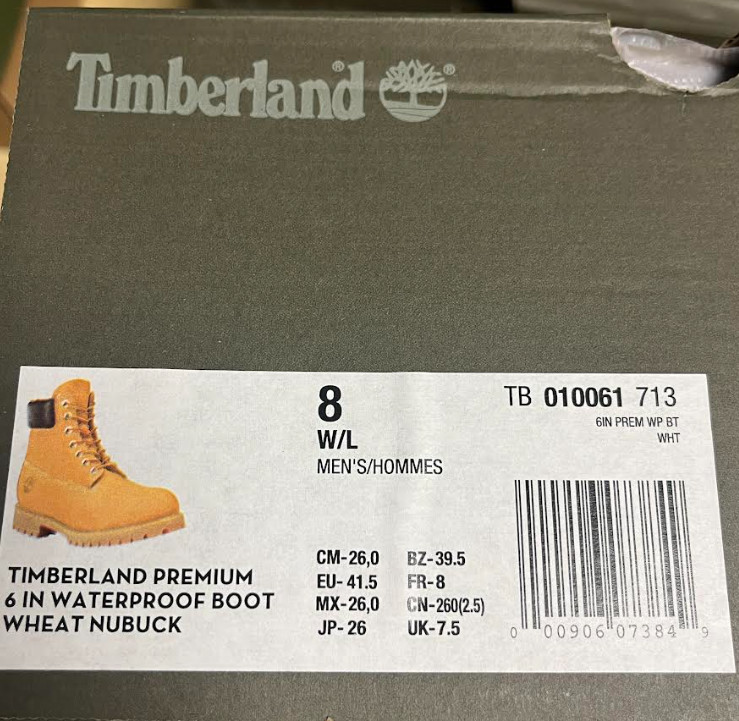 Timberland® ®
8
W/L
MEN'S/HOMMES
TB 010061 713
6IN PREM WP BT
WHT
TIMBERLAND PREMIUM
6 IN WATERPROOF BOOT
WHEAT NUBUCK
CM-26,0 BZ-39.5
EU- 41.5 FR-8
MX-26,0 CN-260(2.5)
JP- 26 UK-7.5
0 00906 07384 9